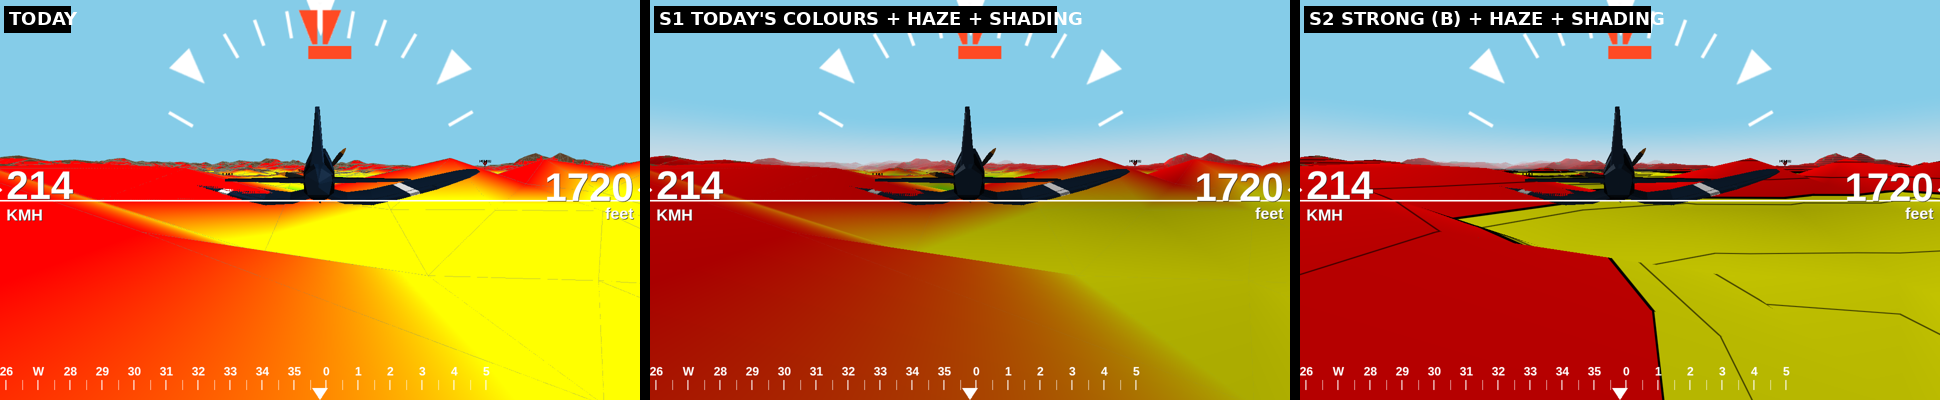 TODAY
214
KMH
1720
feet
26 W 28 29 30 31 32 33 34 35 0 1 2 3 4 5
S1 TODAY'S COLOURS + HAZE + SHADING
214
KMH
1720
feet
26 W 28 29 30 31 32 33 34 35 0 1 2 3 4 5
S2 STRONG (B) + HAZE + SHADING
214
KMH
1720
feet
26 W 28 29 30 31 32 33 34 35 0 1 2 3 4 5